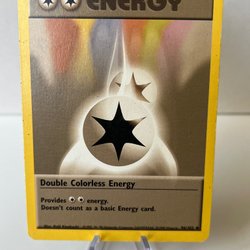 ENERGY
Double Colorless Energy
Provides energy.
Doesn't count as a basic Energy card.